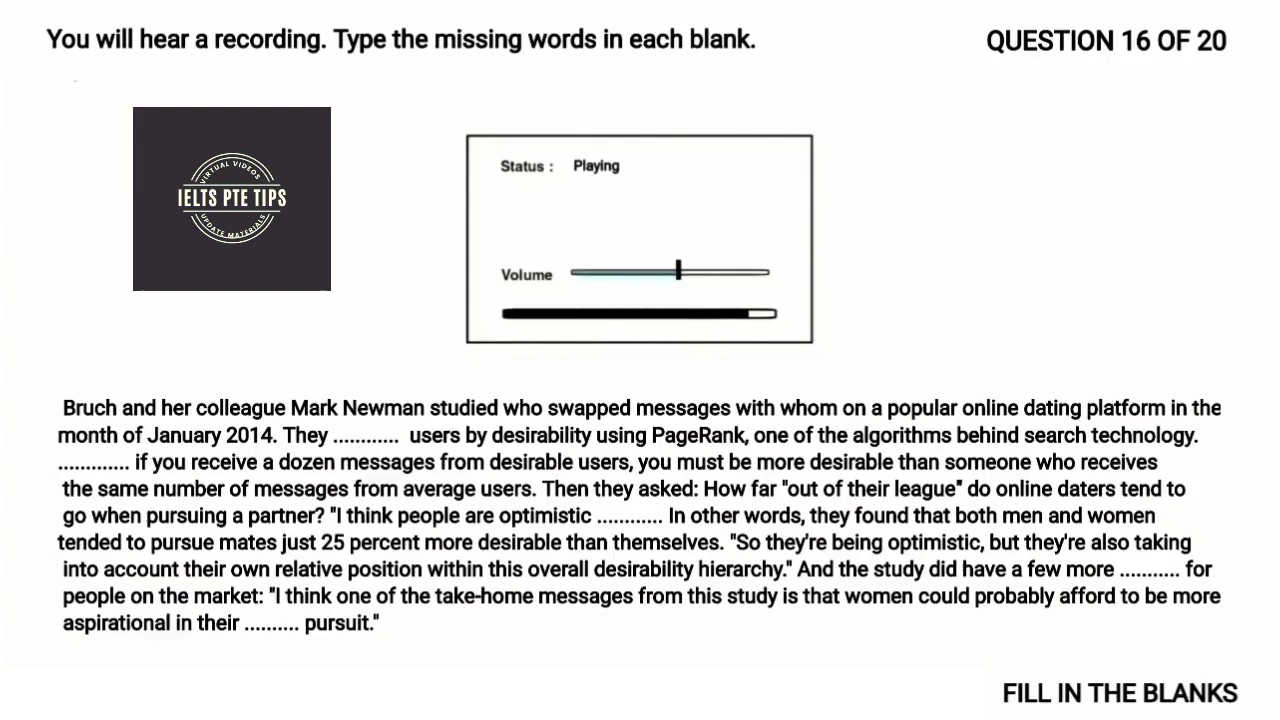 You will hear a recording. Type the missing words in each blank.
QUESTION 16 OF 20
VIRTUAL VIDEOS
IELTS PTE TIPS
UPDATE MATERIALS
Status : Playing
Volume
Bruch and her colleague Mark Newman studied who swapped messages with whom on a popular online dating platform in the
month of January 2014. They ............ users by desirability using PageRank, one of the algorithms behind search technology.
............. if you receive a dozen messages from desirable users, you must be more desirable than someone who receives
the same number of messages from average users. Then they asked: How far "out of their league" do online daters tend to
go when pursuing a partner? "I think people are optimistic ............ In other words, they found that both men and women
tended to pursue mates just 25 percent more desirable than themselves. "So they're being optimistic, but they're also taking
into account their own relative position within this overall desirability hierarchy." And the study did have a few more ........... for
people on the market: "I think one of the take-home messages from this study is that women could probably afford to be more
aspirational in their .......... pursuit."
FILL IN THE BLANKS